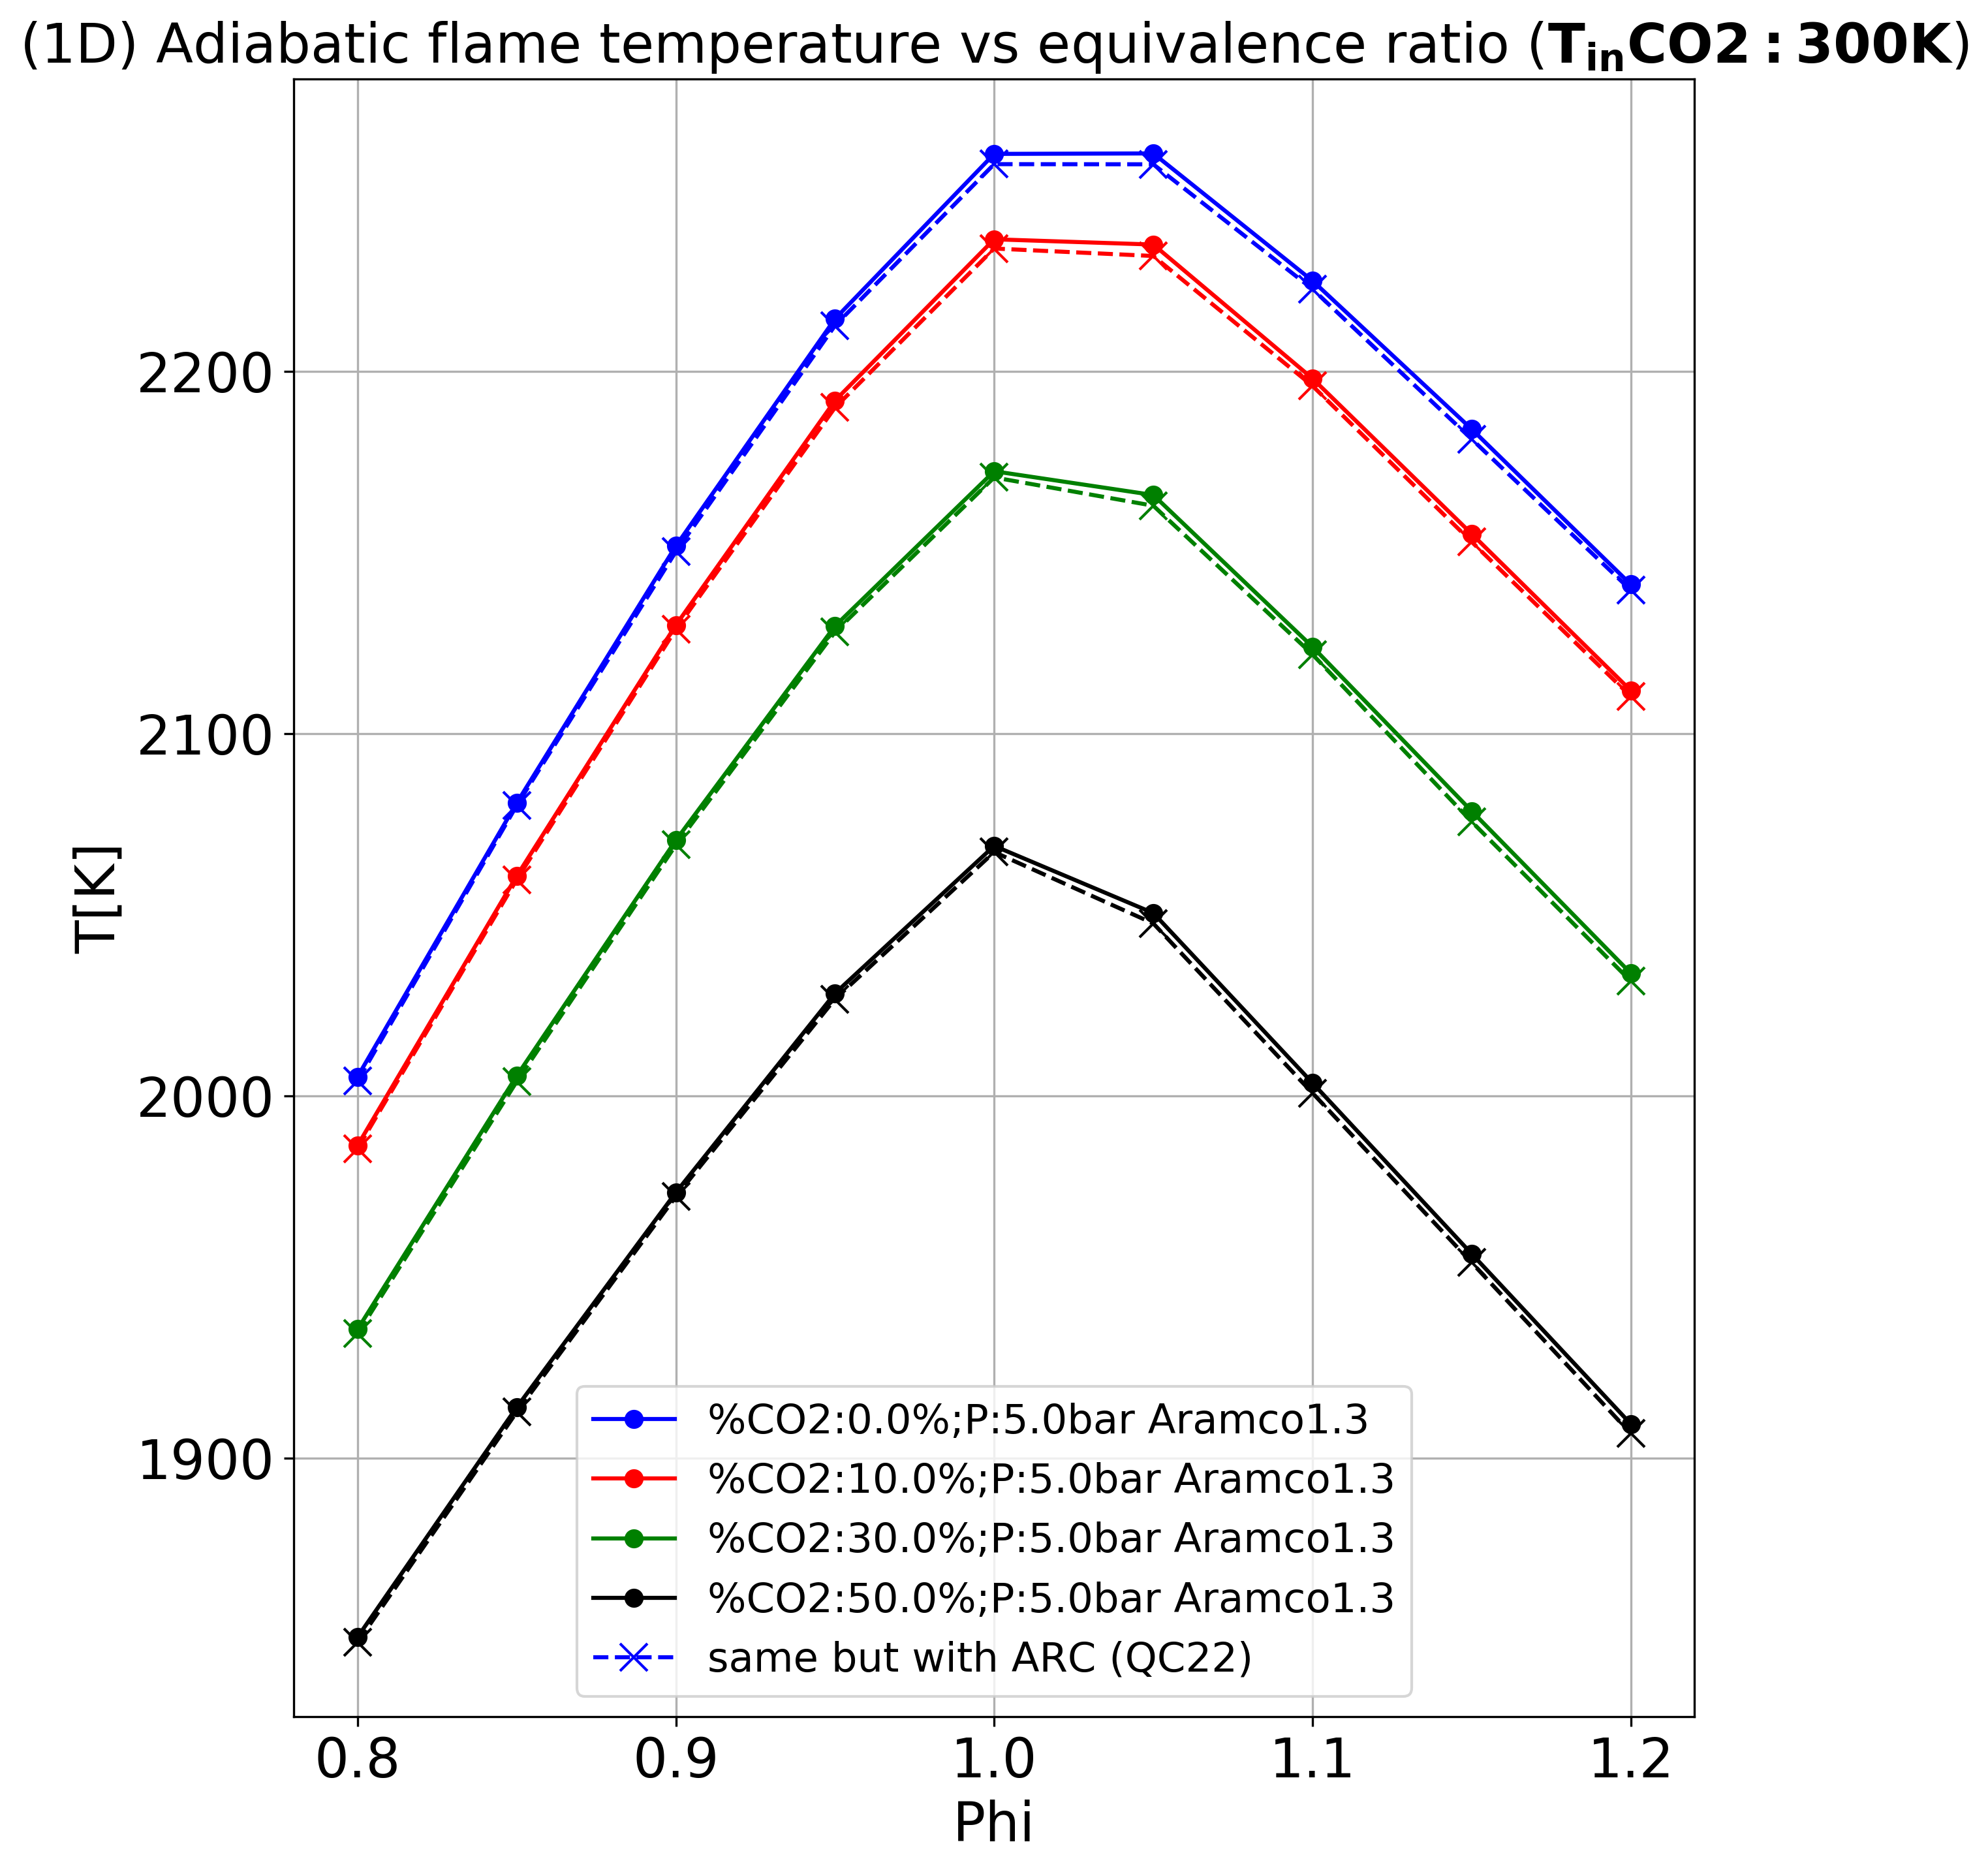 (1D) Adiabatic flame temperature vs equivalence ratio (TinCO2 : 300K)
2200
2100
2000
1900
T[K]
%CO2:0.0%;P:5.0bar Aramco1.3
%CO2:10.0%;P:5.0bar Aramco1.3
%CO2:30.0%;P:5.0bar Aramco1.3
%CO2:50.0%;P:5.0bar Aramco1.3
same but with ARC (QC22)
0.8 0.9 1.0 1.1 1.2
Phi